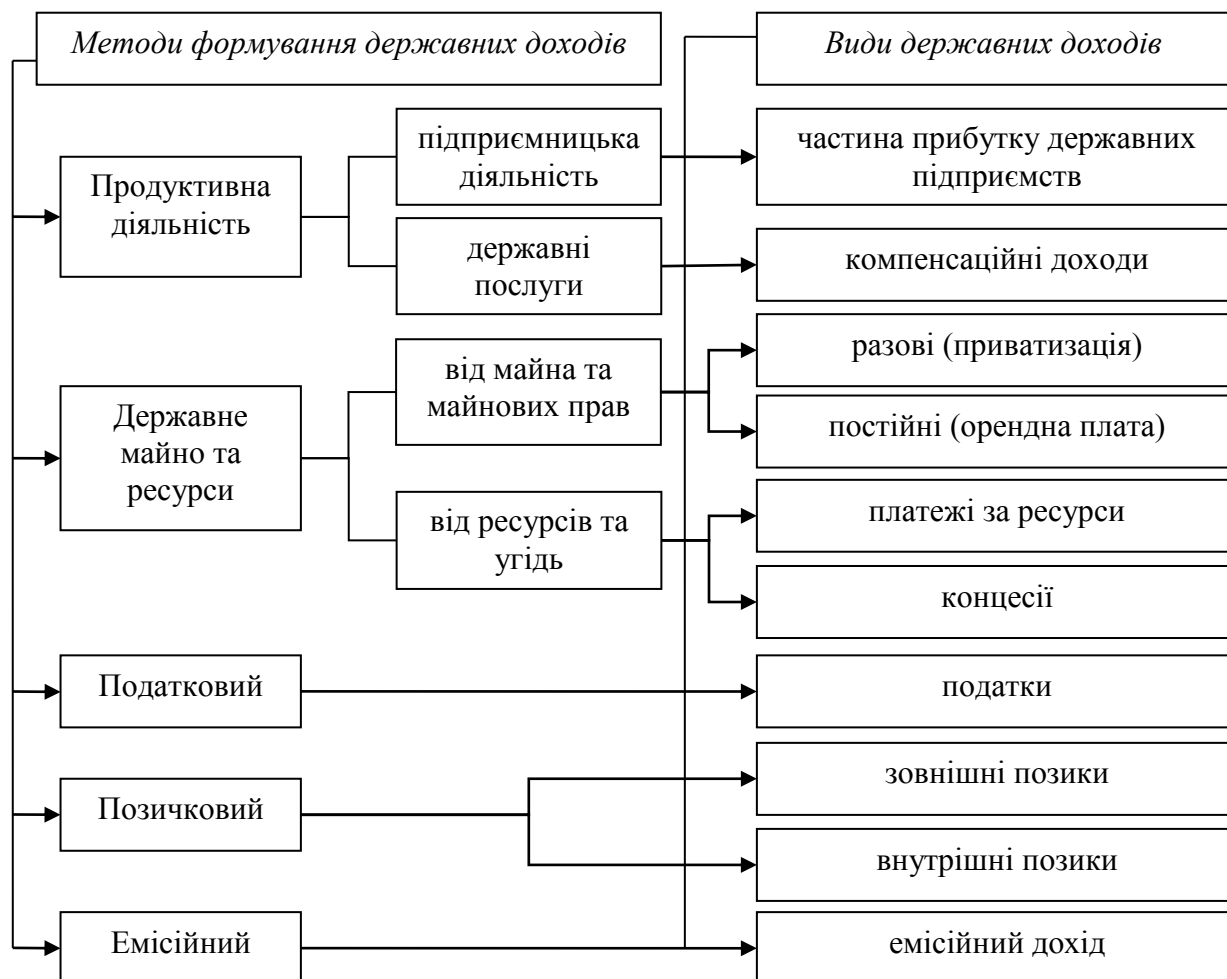 Методи формування державних доходів
Види державних доходів
Продуктивна
діяльність
підприємницька
діяльність
частина прибутку державних
підприємств
державні
послуги
компенсаційні доходи
Державне
майно та
ресурси
від майна та
майнових прав
разові (приватизація)
постійні (орендна плата)
від ресурсів та
угідь
платежі за ресурси
концесії
Податковий
податки
Позичковий
зовнішні позики
внутрішні позики
Емісійний
емісійний дохід